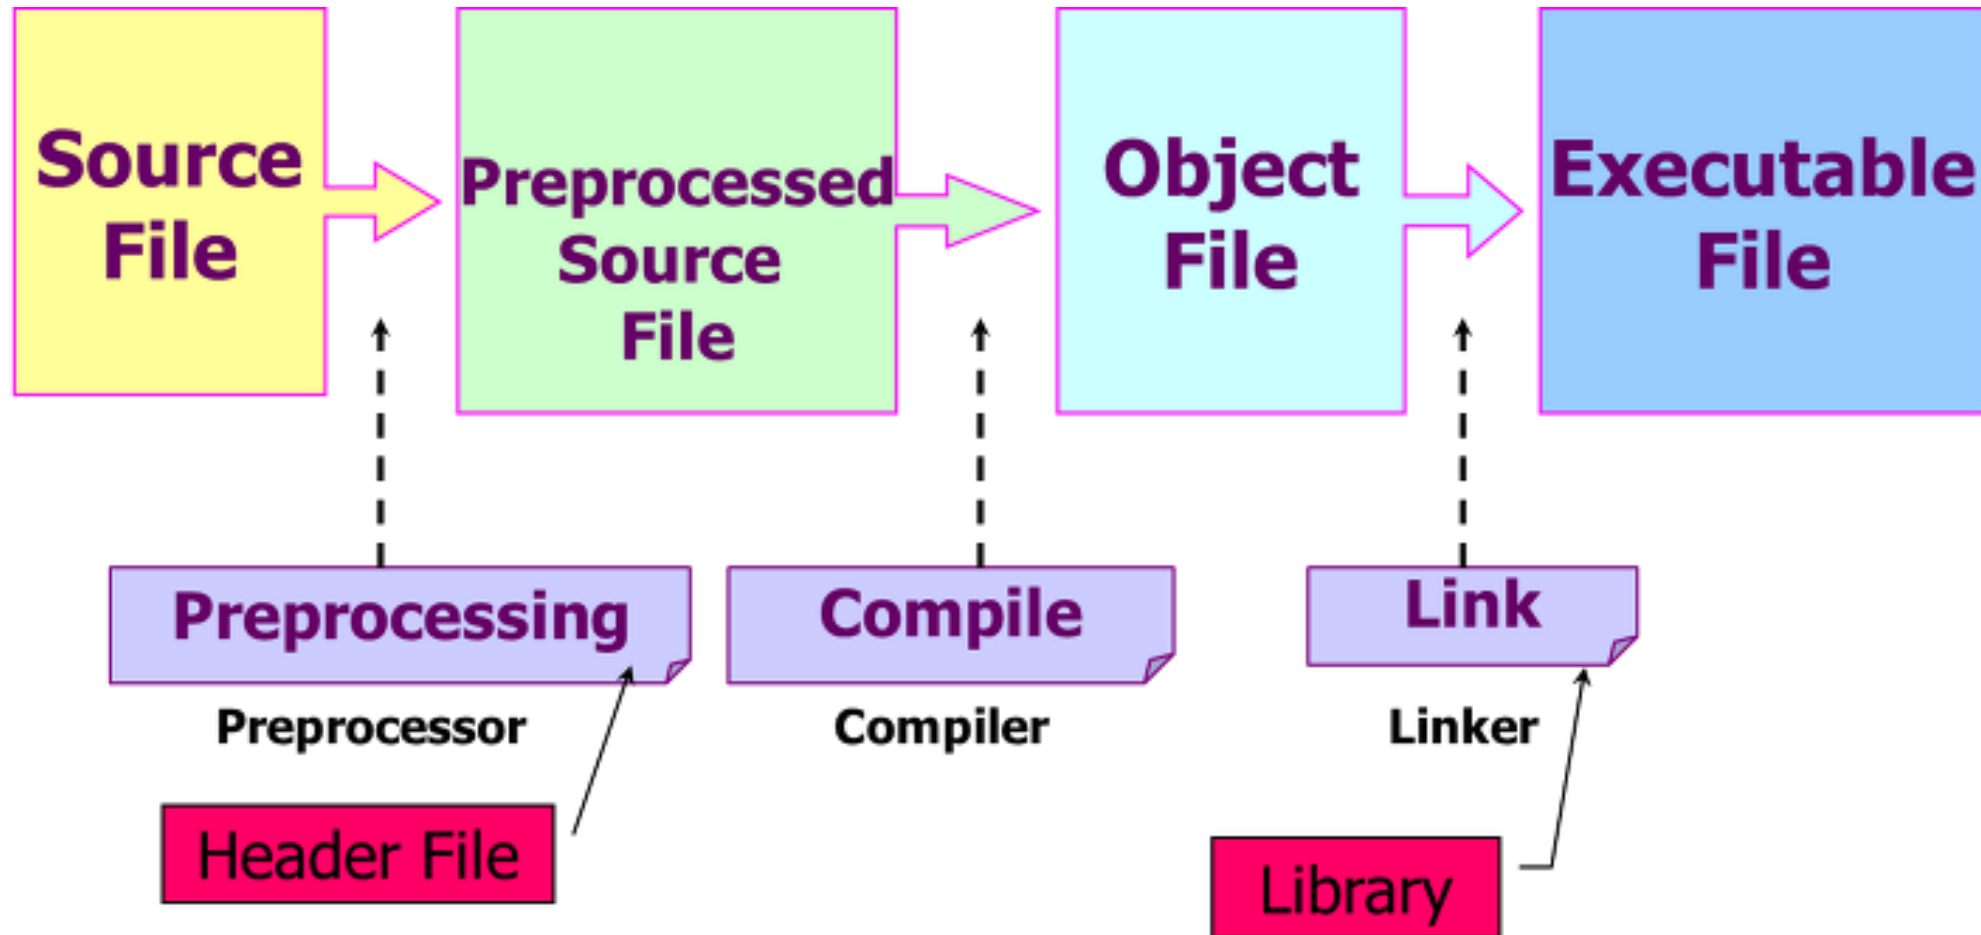 Source
File
Preprocessed
Source
File
Object
File
Executable
File
Preprocessing
Compile
Link
Preprocessor
Compiler
Linker
Header File
Library